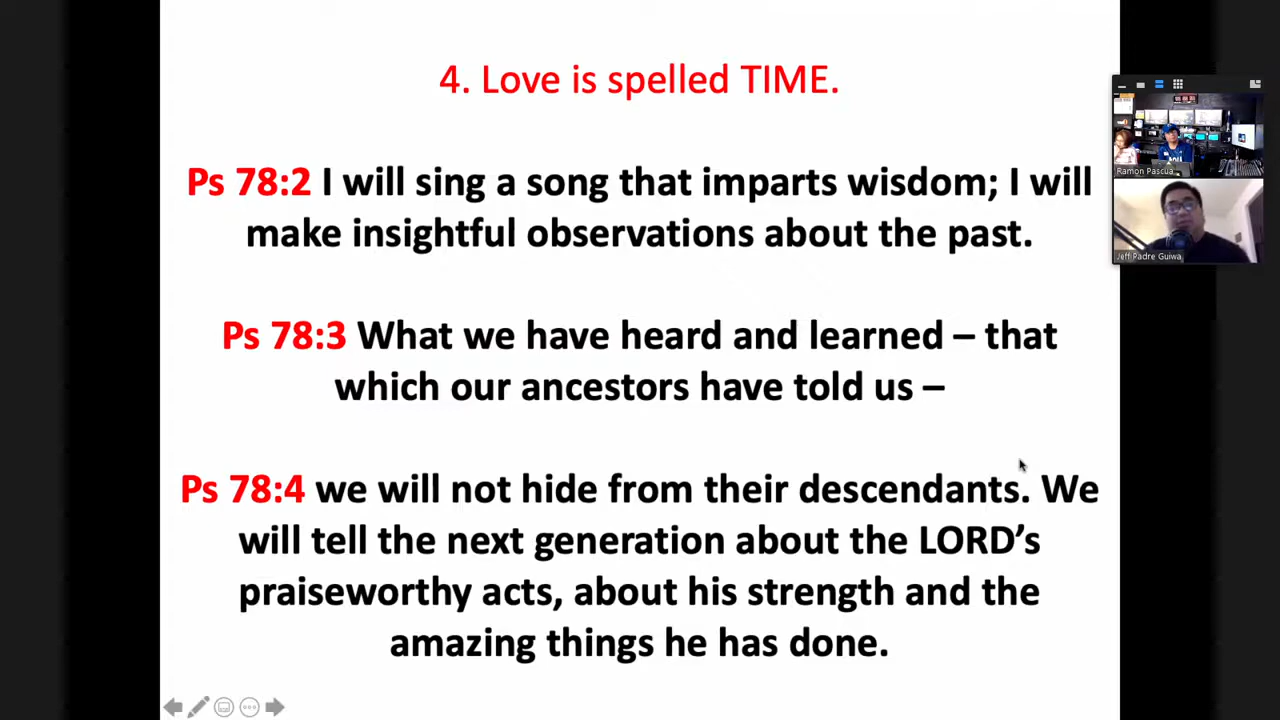 4. Love is spelled TIME.
Ps 78:2 I will sing a song that imparts wisdom; I will
make insightful observations about the past.
Ps 78:3 What we have heard and learned – that
which our ancestors have told us –
Ps 78:4 we will not hide from their descendants. We
will tell the next generation about the LORD’s
praiseworthy acts, about his strength and the
amazing things he has done.
Ramon Pascua
Jeff Padre Guiwa